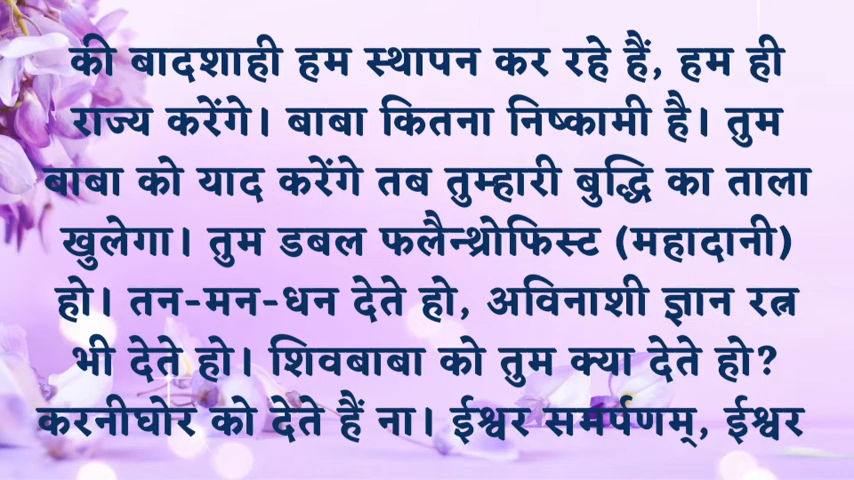 की बादशाही हम स्थापन कर रहे हैं, हम ही
राज्य करेंगे। बाबा कितना निष्कामी है। तुम
बाबा को याद करेंगे तब तुम्हारी बुद्धि का ताला
खुलेगा। तुम डबल फलैन्थ्रोफिस्ट (महादानी)
हो। तन-मन-धन देते हो, अविनाशी ज्ञान रत्न
भी देते हो। शिवबाबा को तुम क्या देते हो?
करनीघोर को देते हैं ना। ईश्वर समर्पणम्, ईश्वर